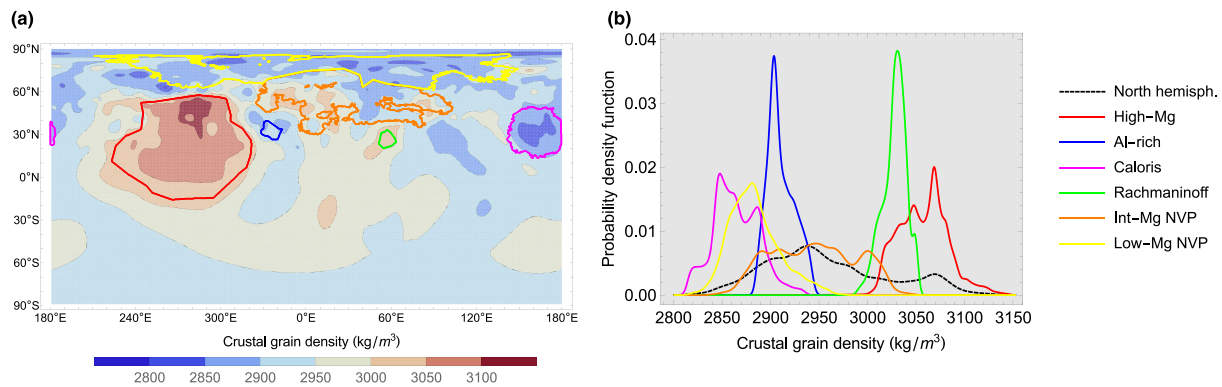 (a)
90°N
60°N
30°N
0°N
30°S
60°S
90°S
180°E 240°E 300°E 0°E 60°E 120°E 180°E
Crustal grain density (kg/m³)
2800 2850 2900 2950 3000 3050 3100
(b)
Probability density function
0.04
0.03
0.02
0.01
0.00
2800 2850 2900 2950 3000 3050 3100 3150
Crustal grain density (kg/m³)
North hemisph.
High-Mg
Al-rich
Caloris
Rachmaninoff
Int-Mg NVP
Low-Mg NVP